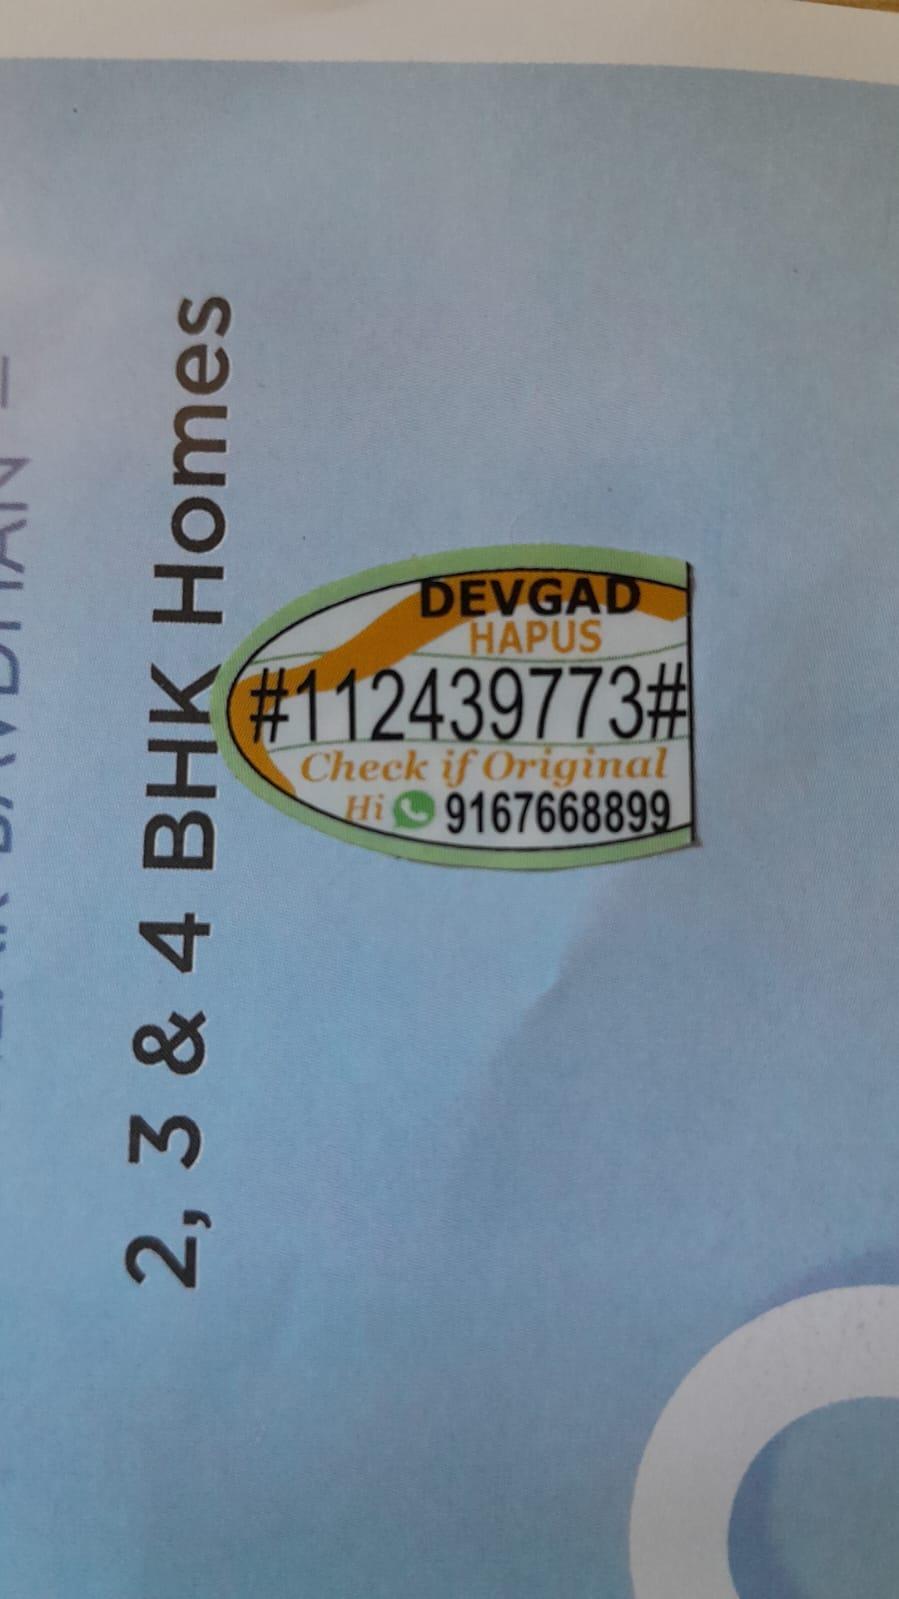 2, 3 & 4 BHK Homes
DEVGAD
HAPUS
#112439773#
Check if Original
Hi 9167668899